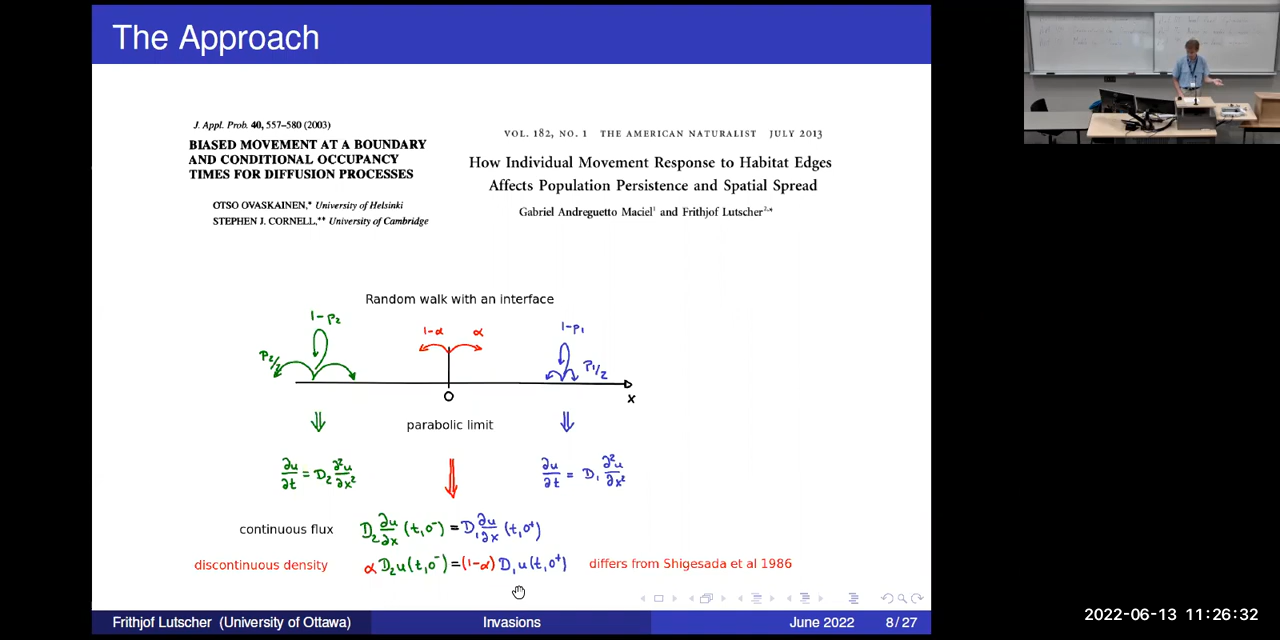 The Approach
J. Appl. Prob. 40, 557–580 (2003)
BIASED MOVEMENT AT A BOUNDARY
AND CONDITIONAL OCCUPANCY
TIMES FOR DIFFUSION PROCESSES
OTSO OVASKAINEN,* University of Helsinki
STEPHEN J. CORNELL,** University of Cambridge
VOL. 182, NO. 1 THE AMERICAN NATURALIST JULY 2013
How Individual Movement Response to Habitat Edges
Affects Population Persistence and Spatial Spread
Gabriel Andreguetto Maciel¹ and Frithjof Lutscher²,*
Random walk with an interface
1-p₂
1-α α
1-p₁
p₂/2
p₁/2
0
x
parabolic limit
∂u/∂t = D₂ ∂²u/∂x²
∂u/∂t = D₁ ∂²u/∂x²
continuous flux D₂ ∂u/∂x (t,0⁻) = D₁ ∂u/∂x (t,0⁺)
discontinuous density α D₂ u(t,0⁻) = (1-α) D₁ u(t,0⁺) differs from Shigesada et al 1986
Frithjof Lutscher (University of Ottawa) Invasions June 2022 8 / 27
2022-06-13 11:26:32